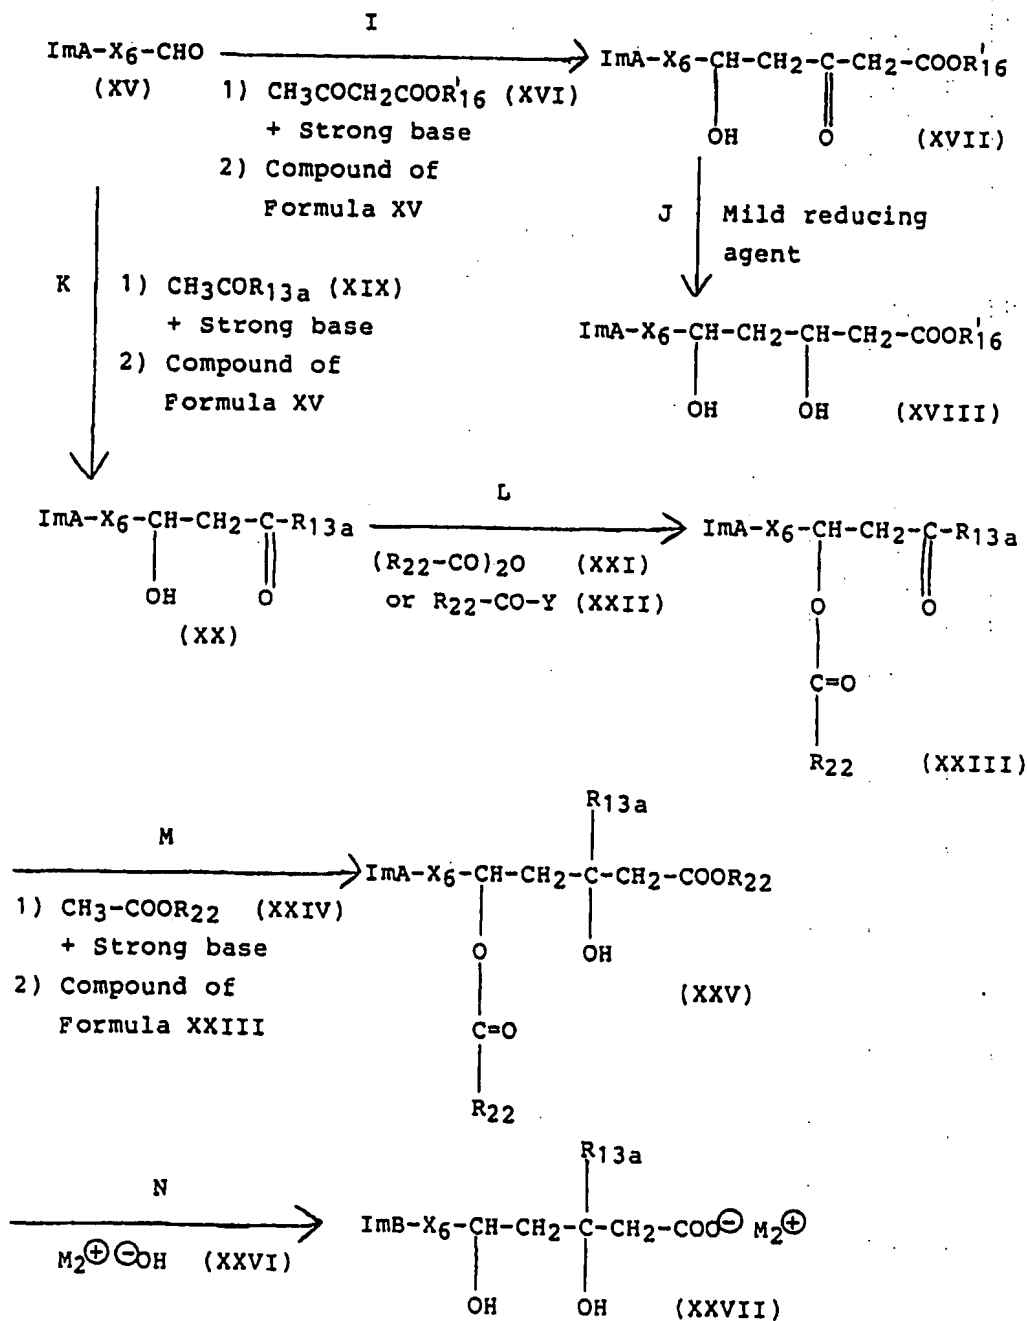 I
ImA-X6-CHO
(XV)
1) CH3COCH2COOR'16 (XVI)
+ Strong base
2) Compound of
Formula XV
ImA-X6-CH-CH2-C-CH2-COOR'16
OH O (XVII)
J Mild reducing
agent
K
1) CH3COR13a (XIX)
+ Strong base
2) Compound of
Formula XV
ImA-X6-CH-CH2-CH-CH2-COOR'16
OH OH (XVIII)
ImA-X6-CH-CH2-C-R13a
OH O
(XX)
L
(R22-CO)2O (XXI)
or R22-CO-Y (XXII)
ImA-X6-CH-CH2-C-R13a
O O
C=O
R22 (XXIII)
M
1) CH3-COOR22 (XXIV)
+ Strong base
2) Compound of
Formula XXIII
R13a
ImA-X6-CH-CH2-C-CH2-COOR22
O OH
(XXV)
C=O
R22
N
M2⊕ ⊖OH (XXVI)
R13a
ImB-X6-CH-CH2-C-CH2-COO⊖ M2⊕
OH OH (XXVII)